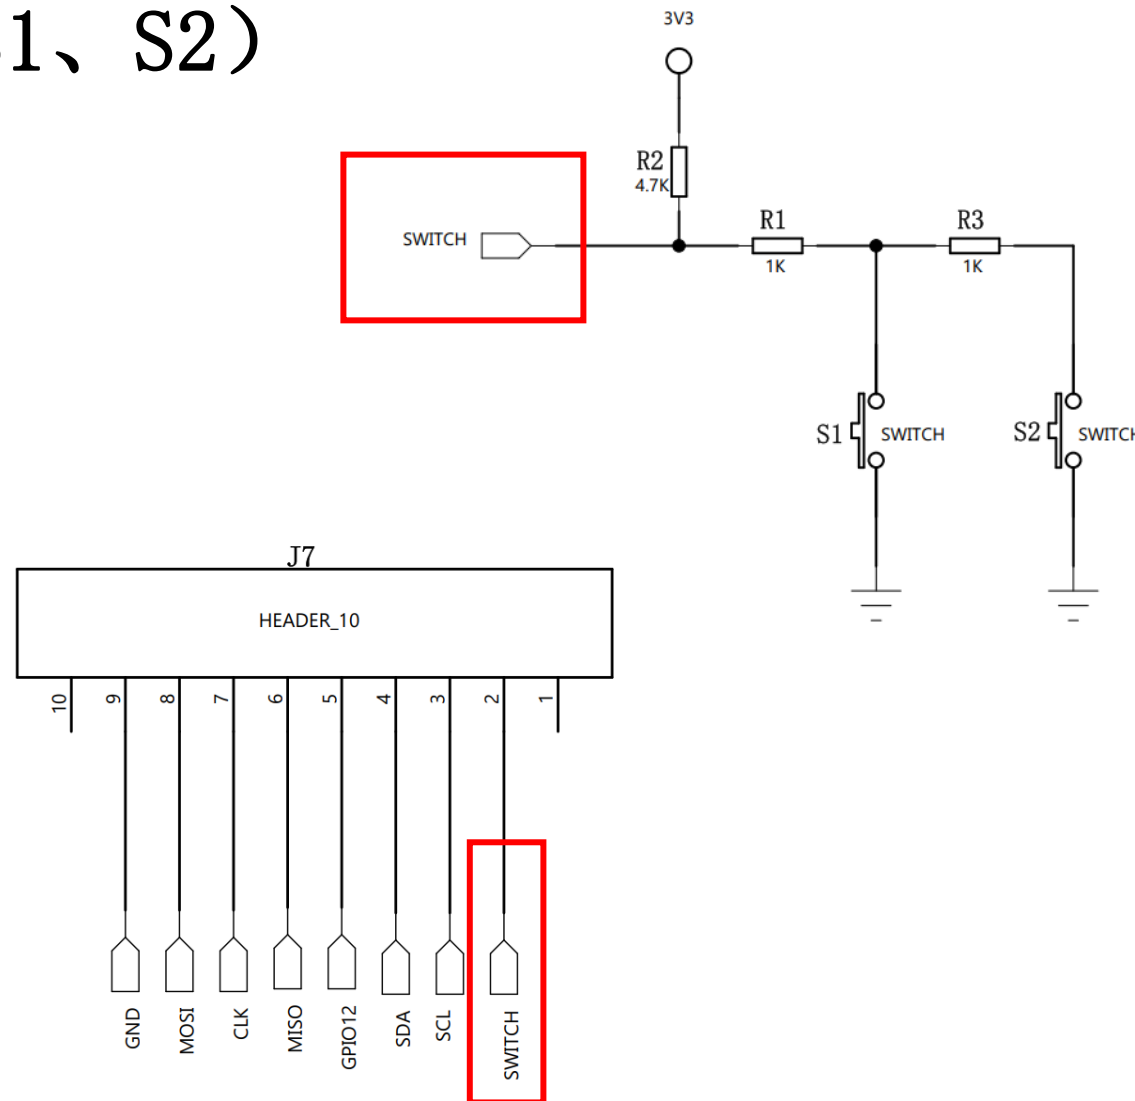 1、S2）
3V3
R2
4.7K
SWITCH
R1
1K
R3
1K
S1
SWITCH
S2
SWITCH
J7
HEADER_10
10
9
8
7
6
5
4
3
2
1
GND
MOSI
CLK
MISO
GPIO12
SDA
SCL
SWITCH